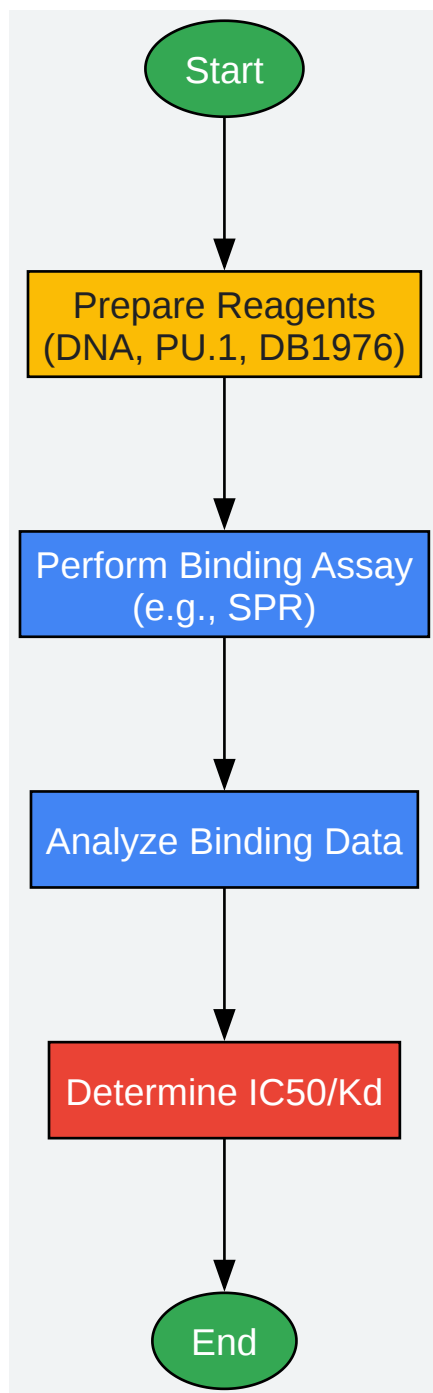 Start
Prepare Reagents
(DNA, PU.1, DB1976)
Perform Binding Assay
(e.g., SPR)
Analyze Binding Data
Determine IC50/Kd
End